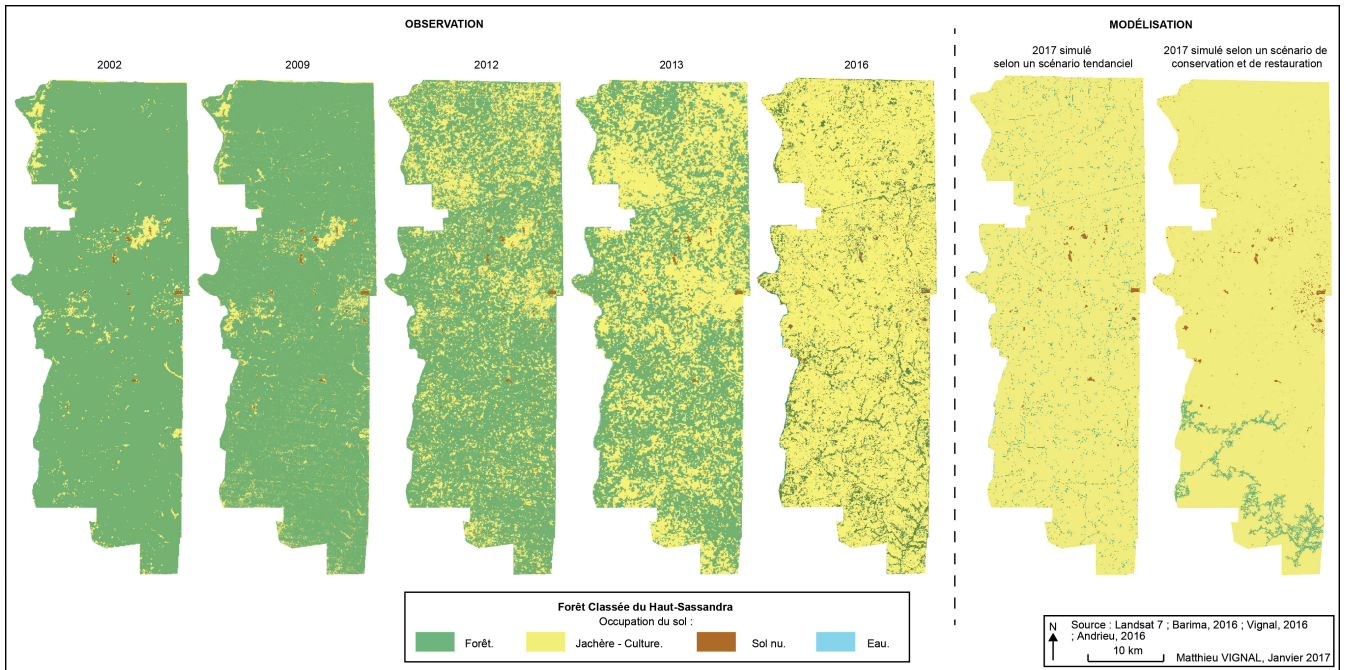 OBSERVATION
MODÉLISATION
2002
2009
2012
2013
2016
2017 simulé
selon un scénario tendanciel
2017 simulé selon un scénario de
conservation et de restauration
Forêt Classée du Haut-Sassandra
Occupation du sol :
Forêt.
Jachère - Culture.
Sol nu.
Eau.
N
Source : Landsat 7 ; Barima, 2016 ; Vignal, 2016
; Andrieu, 2016
10 km
Matthieu VIGNAL, Janvier 2017